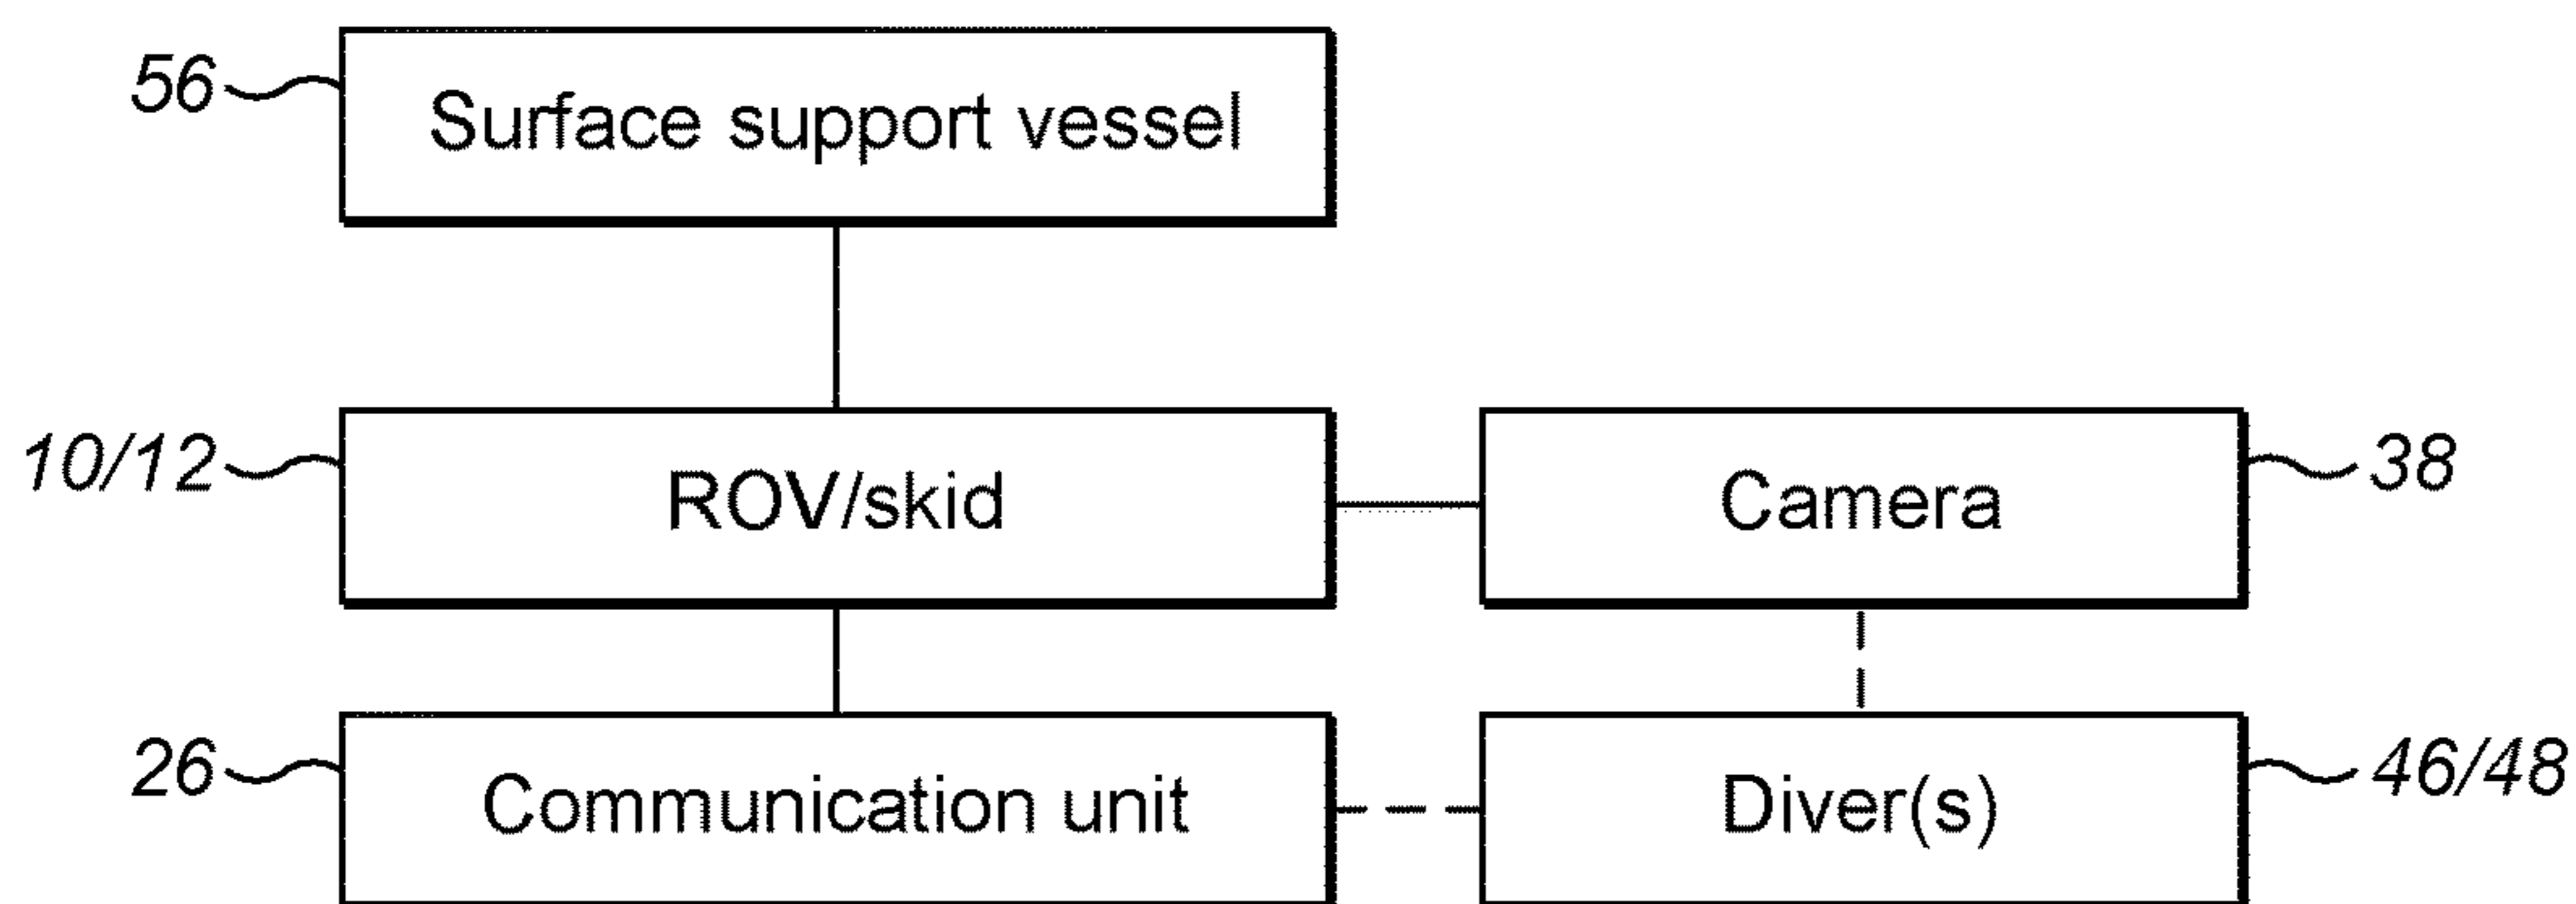 56
Surface support vessel
10/12
ROV/skid
Camera
38
26
Communication unit
Diver(s)
46/48